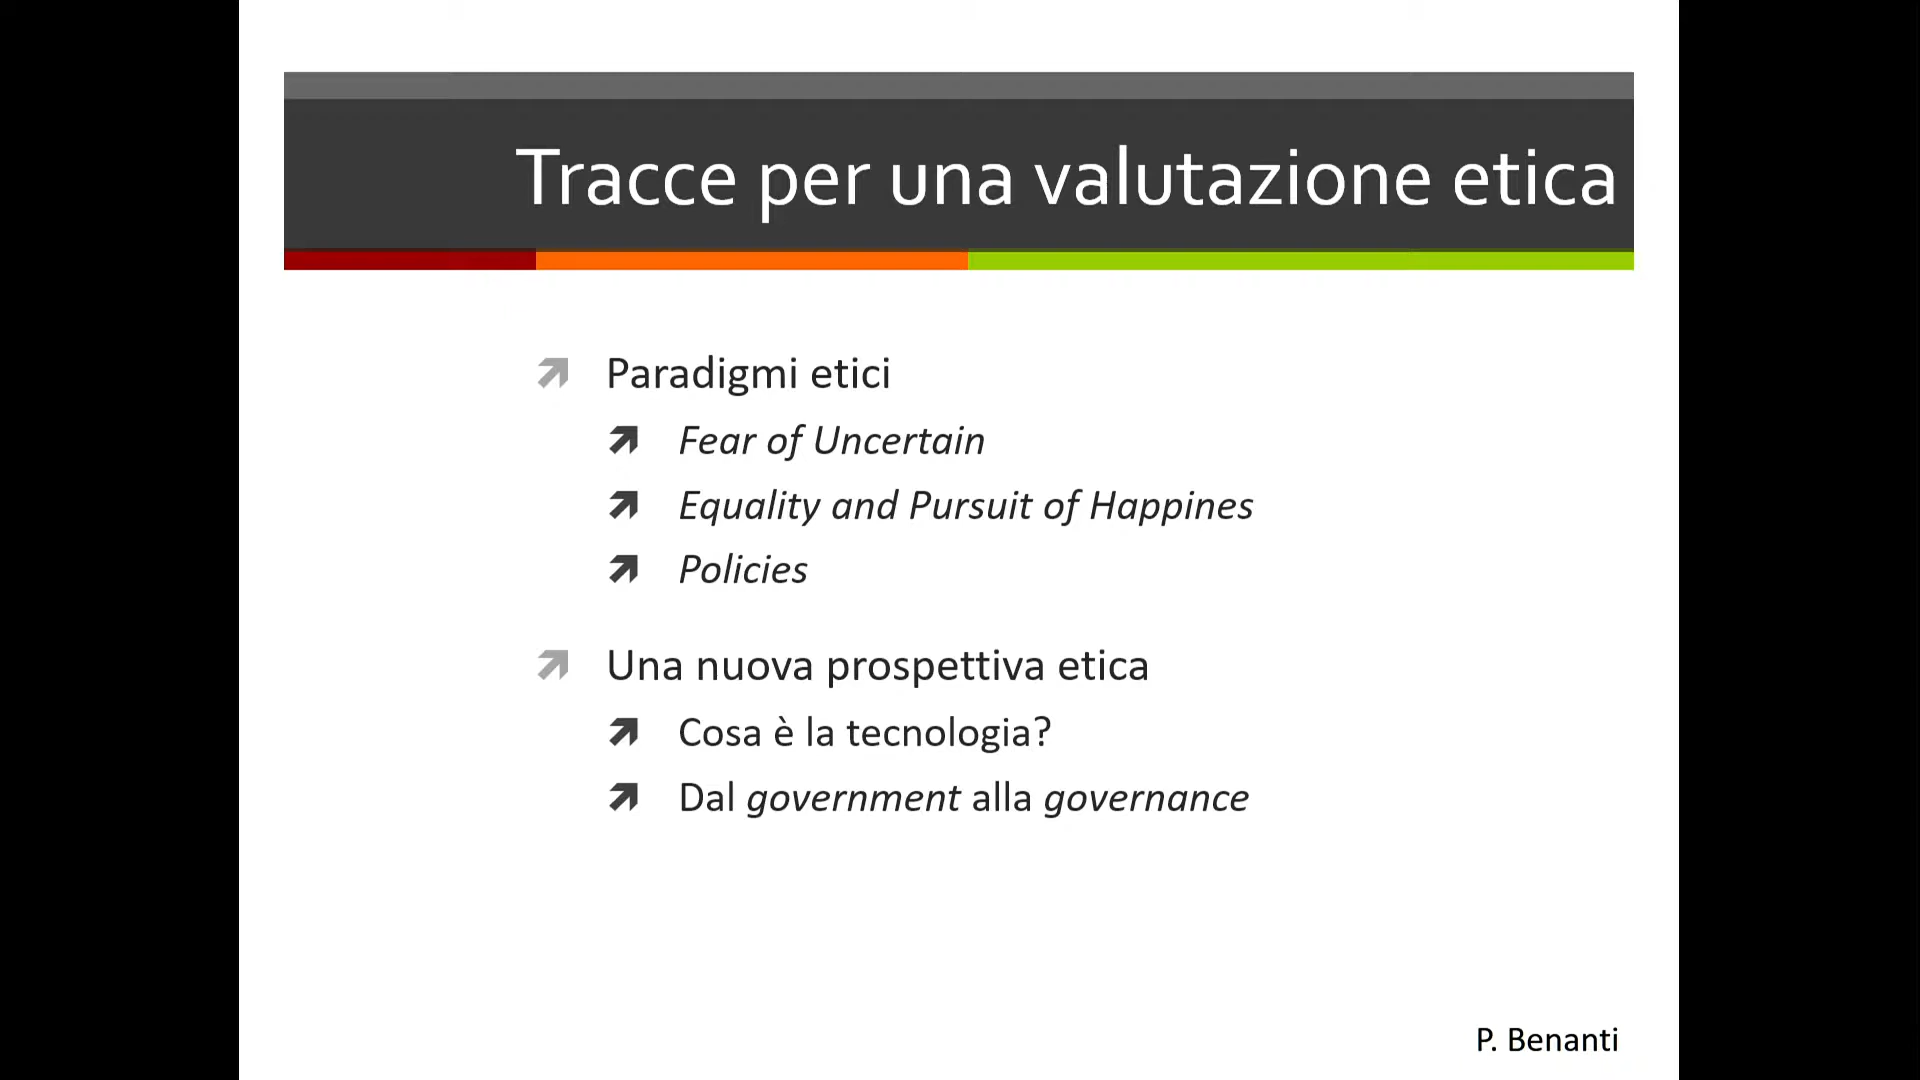 Tracce per una valutazione etica
Paradigmi etici
Fear of Uncertain
Equality and Pursuit of Happines
Policies
Una nuova prospettiva etica
Cosa è la tecnologia?
Dal government alla governance
P. Benanti